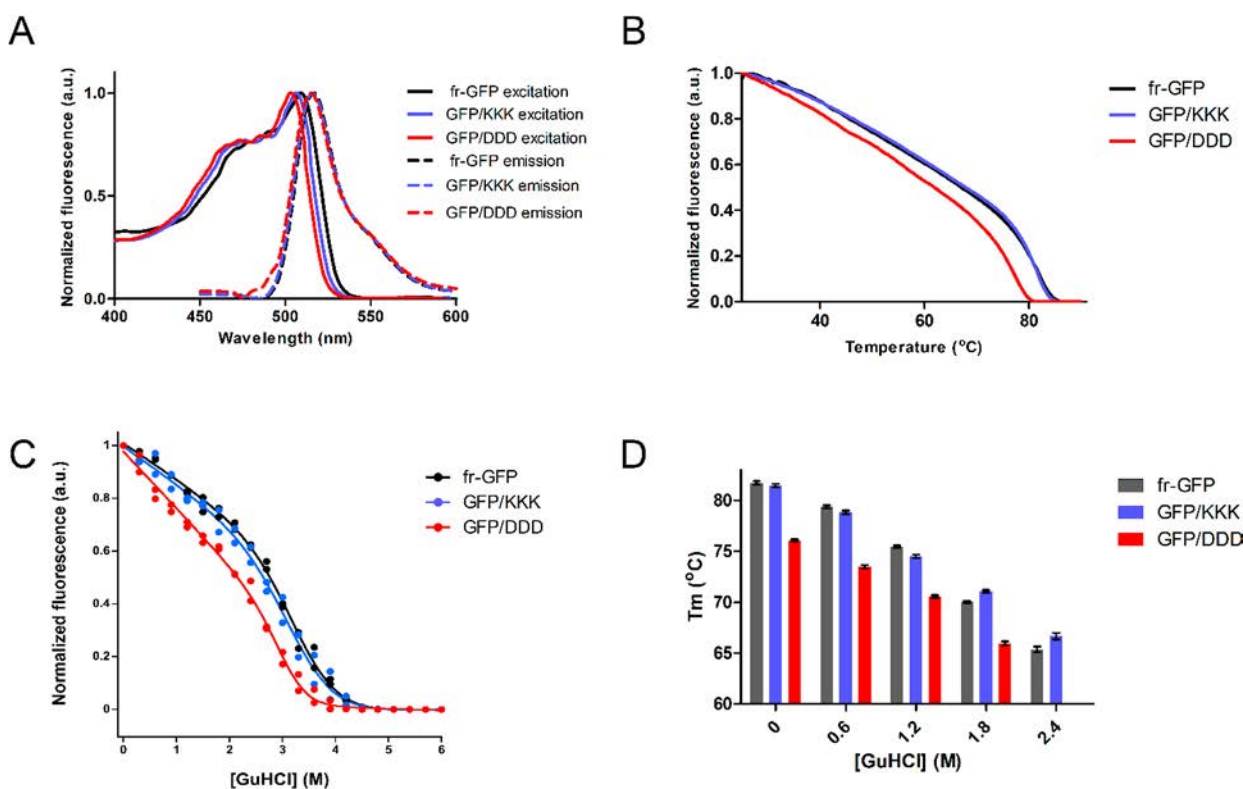 A
Normalized fluorescence (a.u.)
1.0
0.5
0.0
400
450
500
550
600
Wavelength (nm)
fr-GFP excitation
GFP/KKK excitation
GFP/DDD excitation
fr-GFP emission
GFP/KKK emission
GFP/DDD emission
B
Normalized fluorescence (a.u.)
1.0
0.8
0.6
0.4
0.2
0.0
40
60
80
Temperature (°C)
fr-GFP
GFP/KKK
GFP/DDD
C
Normalized fluorescence (a.u.)
1
0.8
0.6
0.4
0.2
0
0
1
2
3
4
5
6
[GuHCl] (M)
fr-GFP
GFP/KKK
GFP/DDD
D
Tm (°C)
80
75
70
65
60
0
0.6
1.2
1.8
2.4
[GuHCl] (M)
fr-GFP
GFP/KKK
GFP/DDD